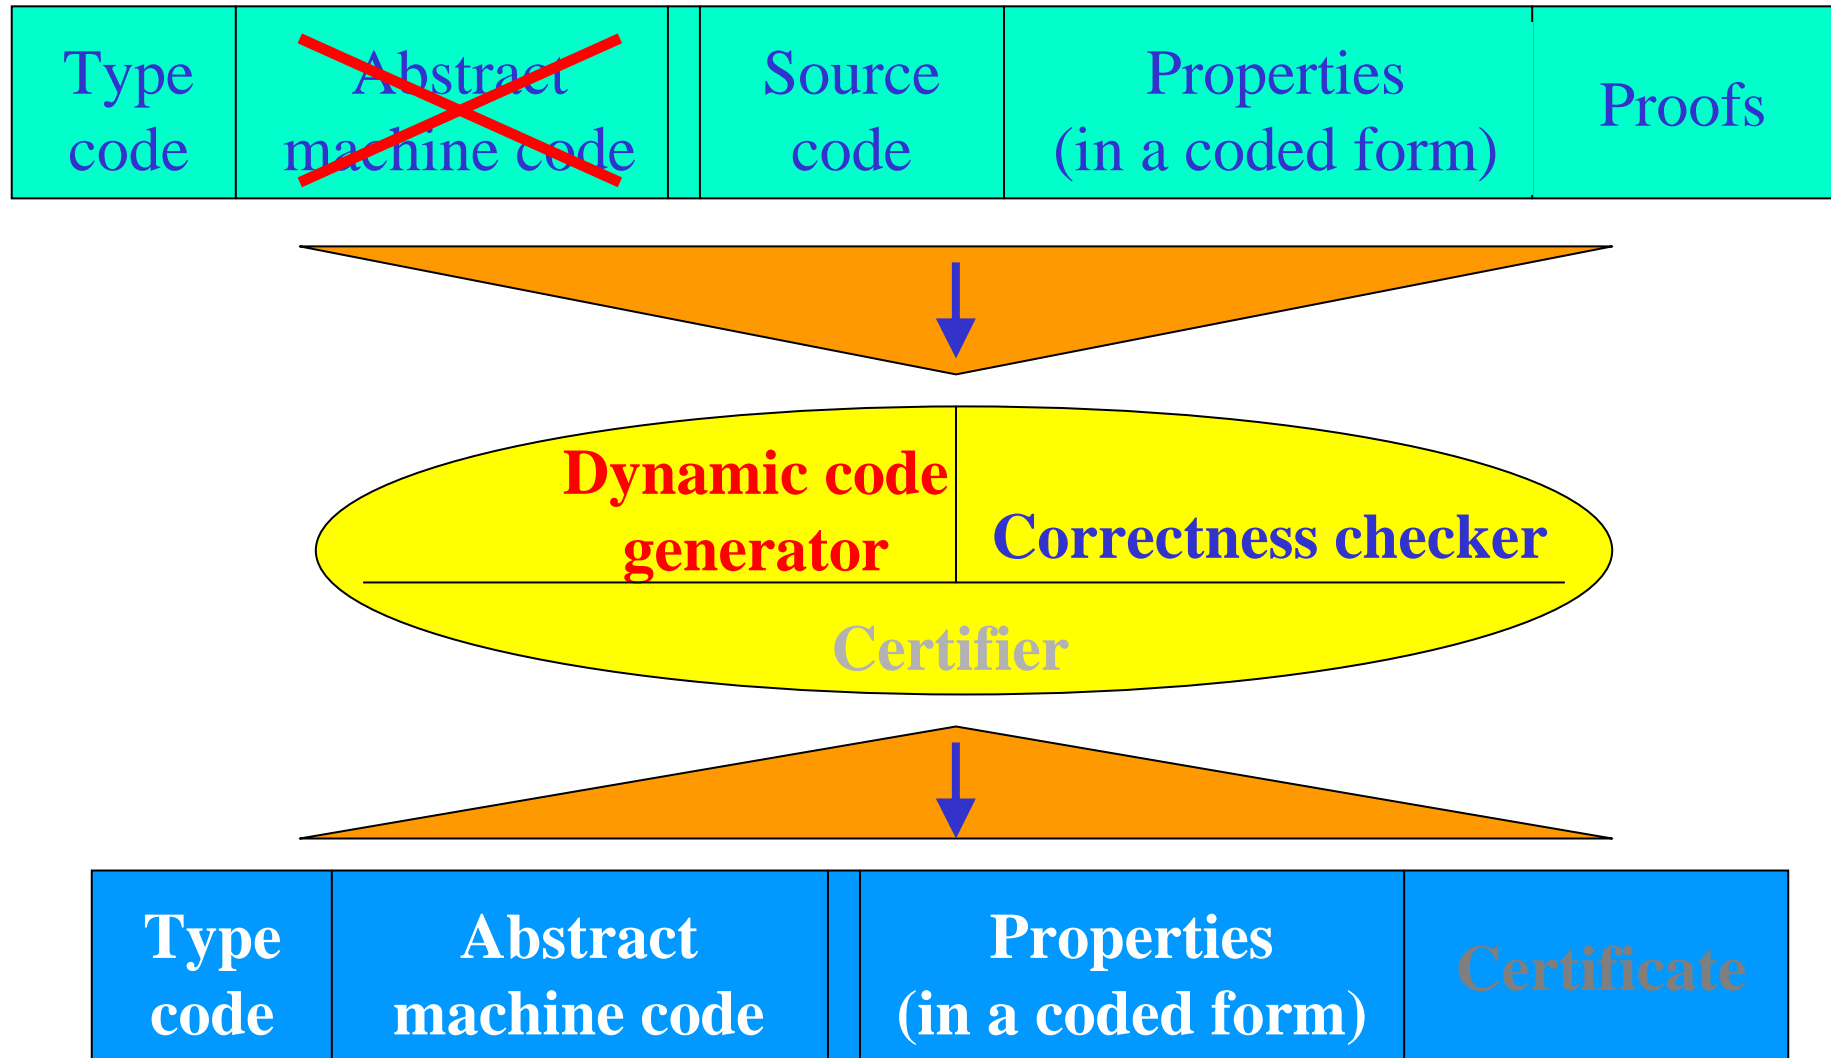 Type
code
Abstract
machine code
Source
code
Properties
(in a coded form)
Proofs
Dynamic code
generator
Correctness checker
Certifier
Type
code
Abstract
machine code
Properties
(in a coded form)
Certificate